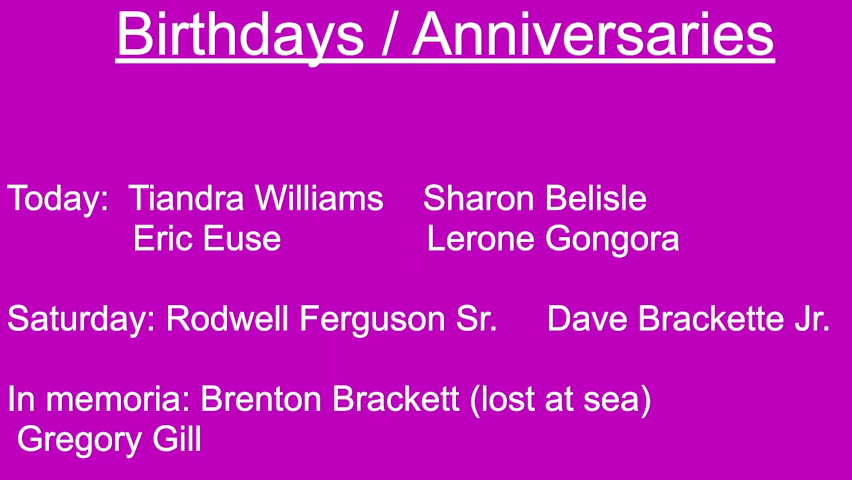 Birthdays / Anniversaries
Today: Tiandra Williams Sharon Belisle
Eric Euse Lerone Gongora
Saturday: Rodwell Ferguson Sr. Dave Brackette Jr.
In memoria: Brenton Brackett (lost at sea)
Gregory Gill